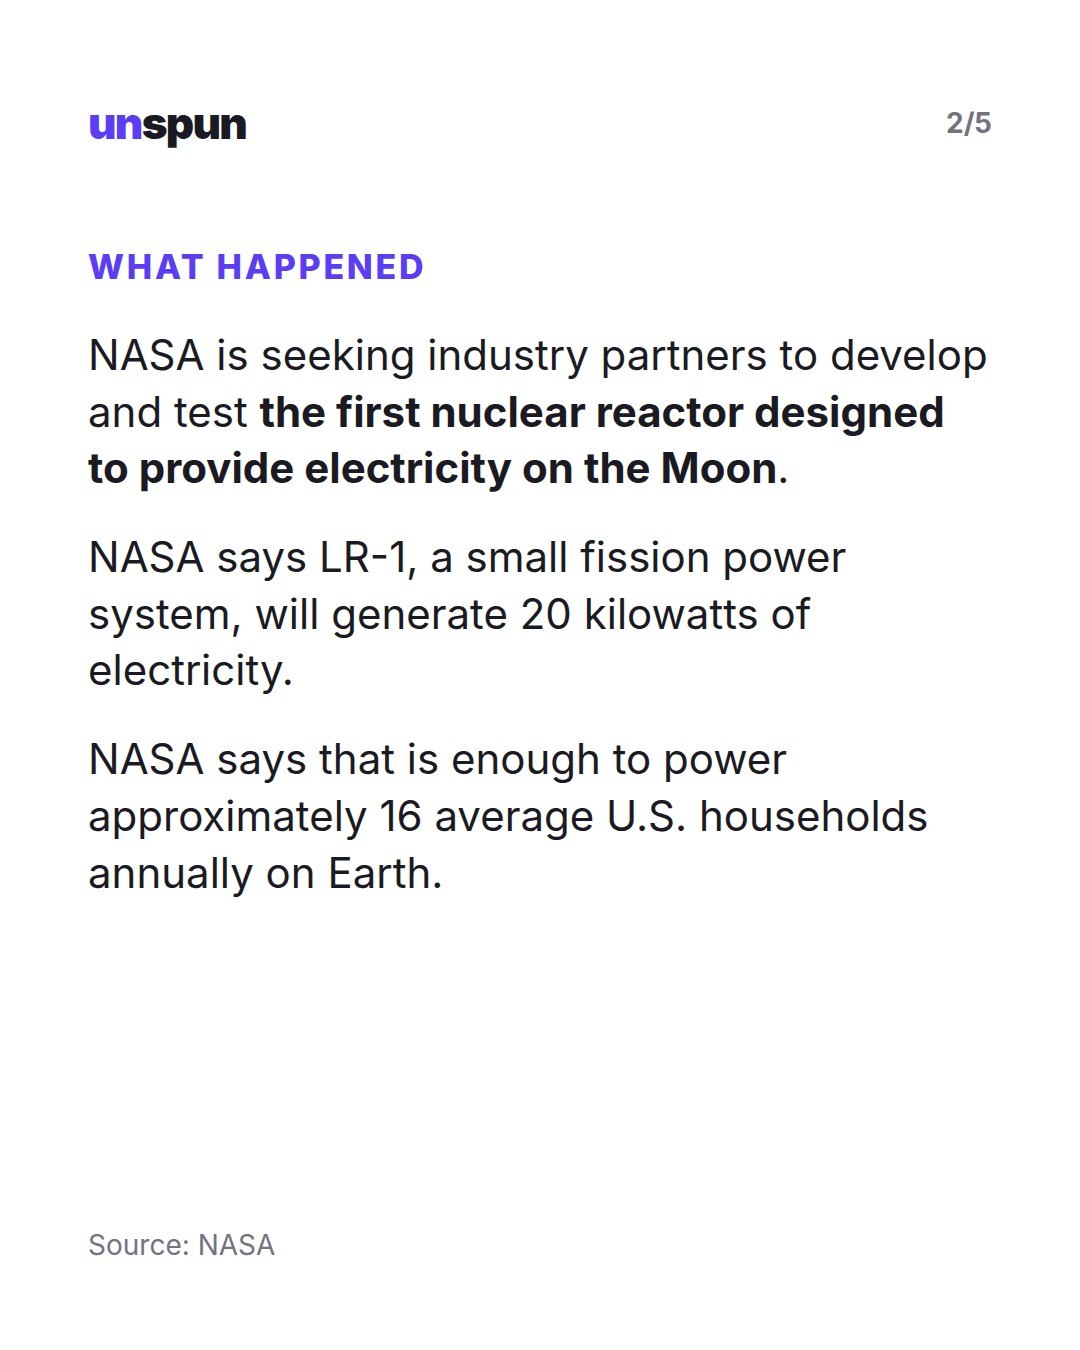 unspun
2/5
WHAT HAPPENED
NASA is seeking industry partners to develop
and test the first nuclear reactor designed
to provide electricity on the Moon.
NASA says LR-1, a small fission power
system, will generate 20 kilowatts of
electricity.
NASA says that is enough to power
approximately 16 average U.S. households
annually on Earth.
Source: NASA